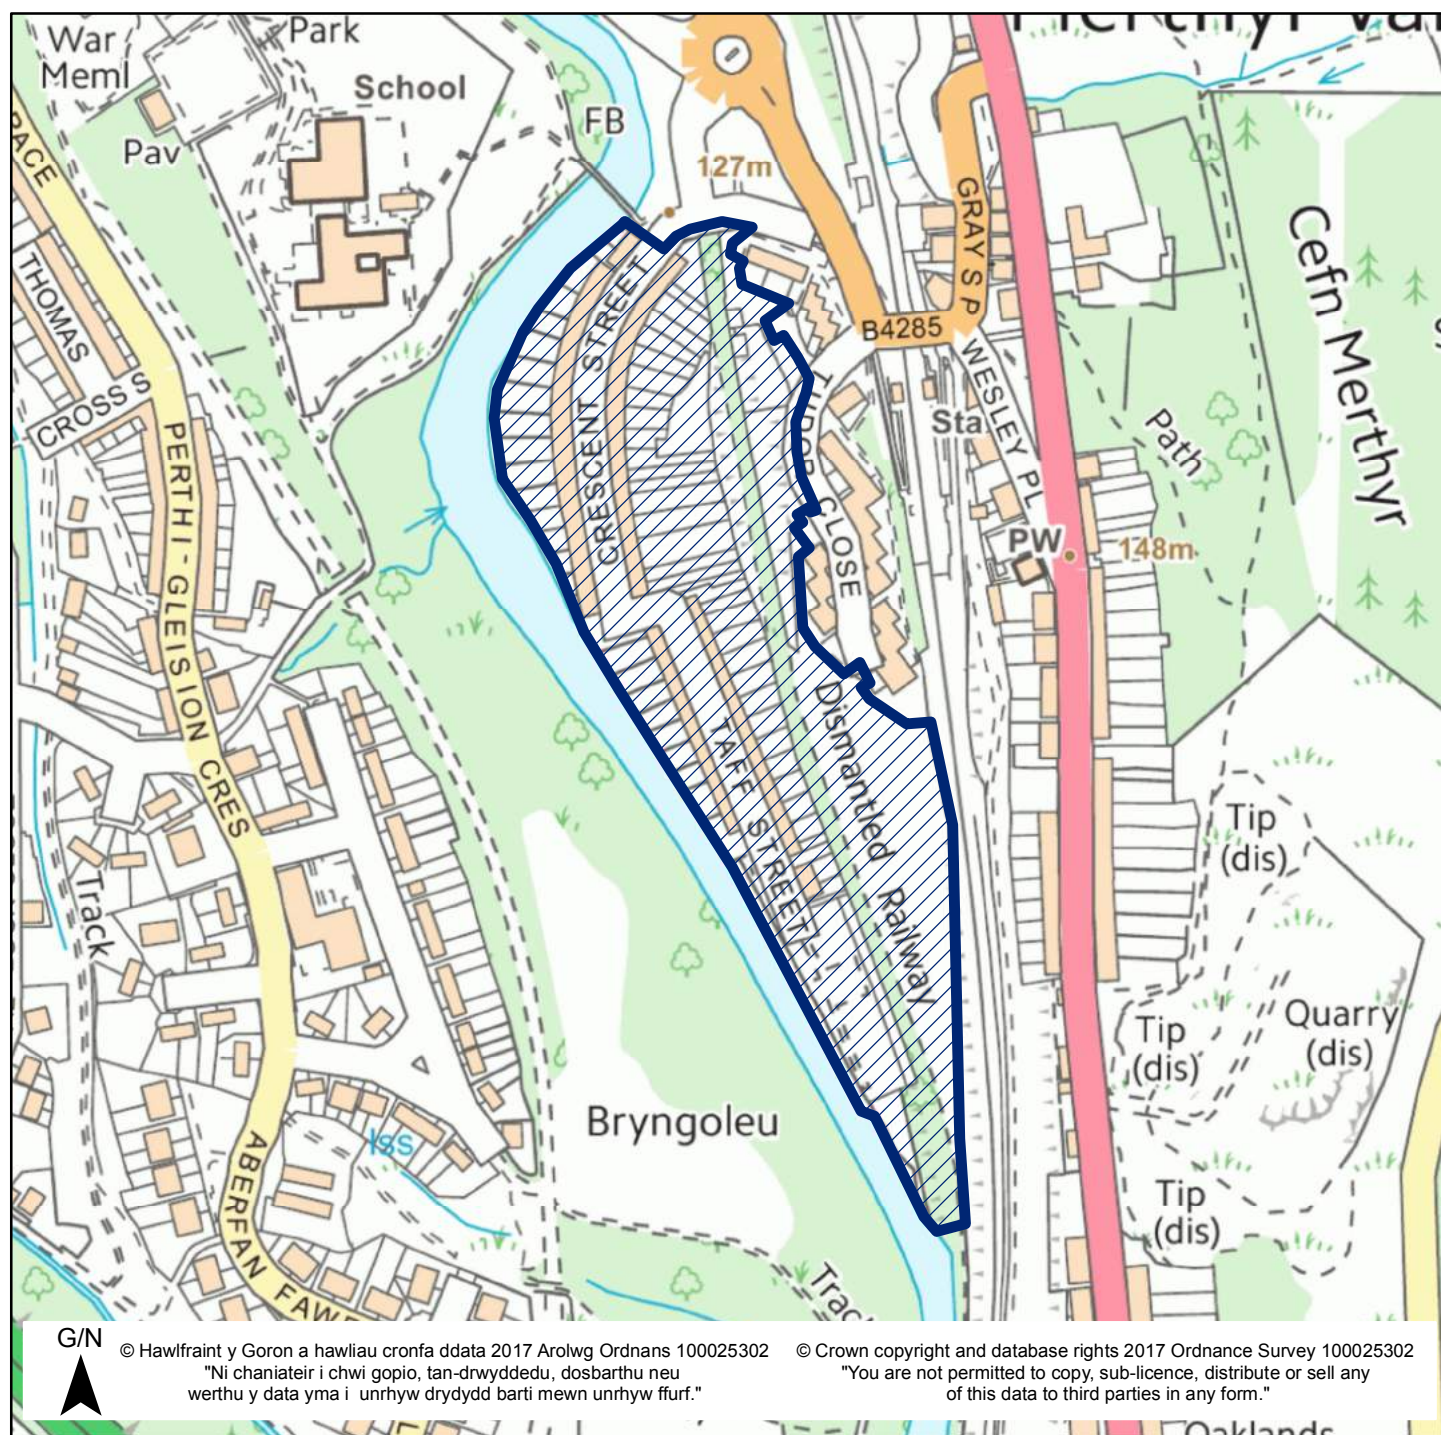 War
Meml
Park
School
FB
Pav
127m
Merthyr Va
GRAY S P
Cefn Merthyr
THOMAS
CROSS S
PERTHI-GLEISION CRES
CRESCENT STREET
B4285
WESLEY PL
Sta
Path
TUDOR CLOSE
PW
148m
Dismantled Railway
TAFF STREET
Track
Tip
(dis)
Tip
(dis)
Quarry
(dis)
Bryngoleu
Iss
ABERFAN FAW
Tip
(dis)
Track
G/N
© Hawlfraint y Goron a hawliau cronfa ddata 2017 Arolwg Ordnans 100025302
"Ni chaniateir i chwi gopio, tan-drwyddedu, dosbarthu neu
werthu y data yma i unrhyw drydydd barti mewn unrhyw ffurf."
© Crown copyright and database rights 2017 Ordnance Survey 100025302
"You are not permitted to copy, sub-licence, distribute or sell any
of this data to third parties in any form."
Oaklands